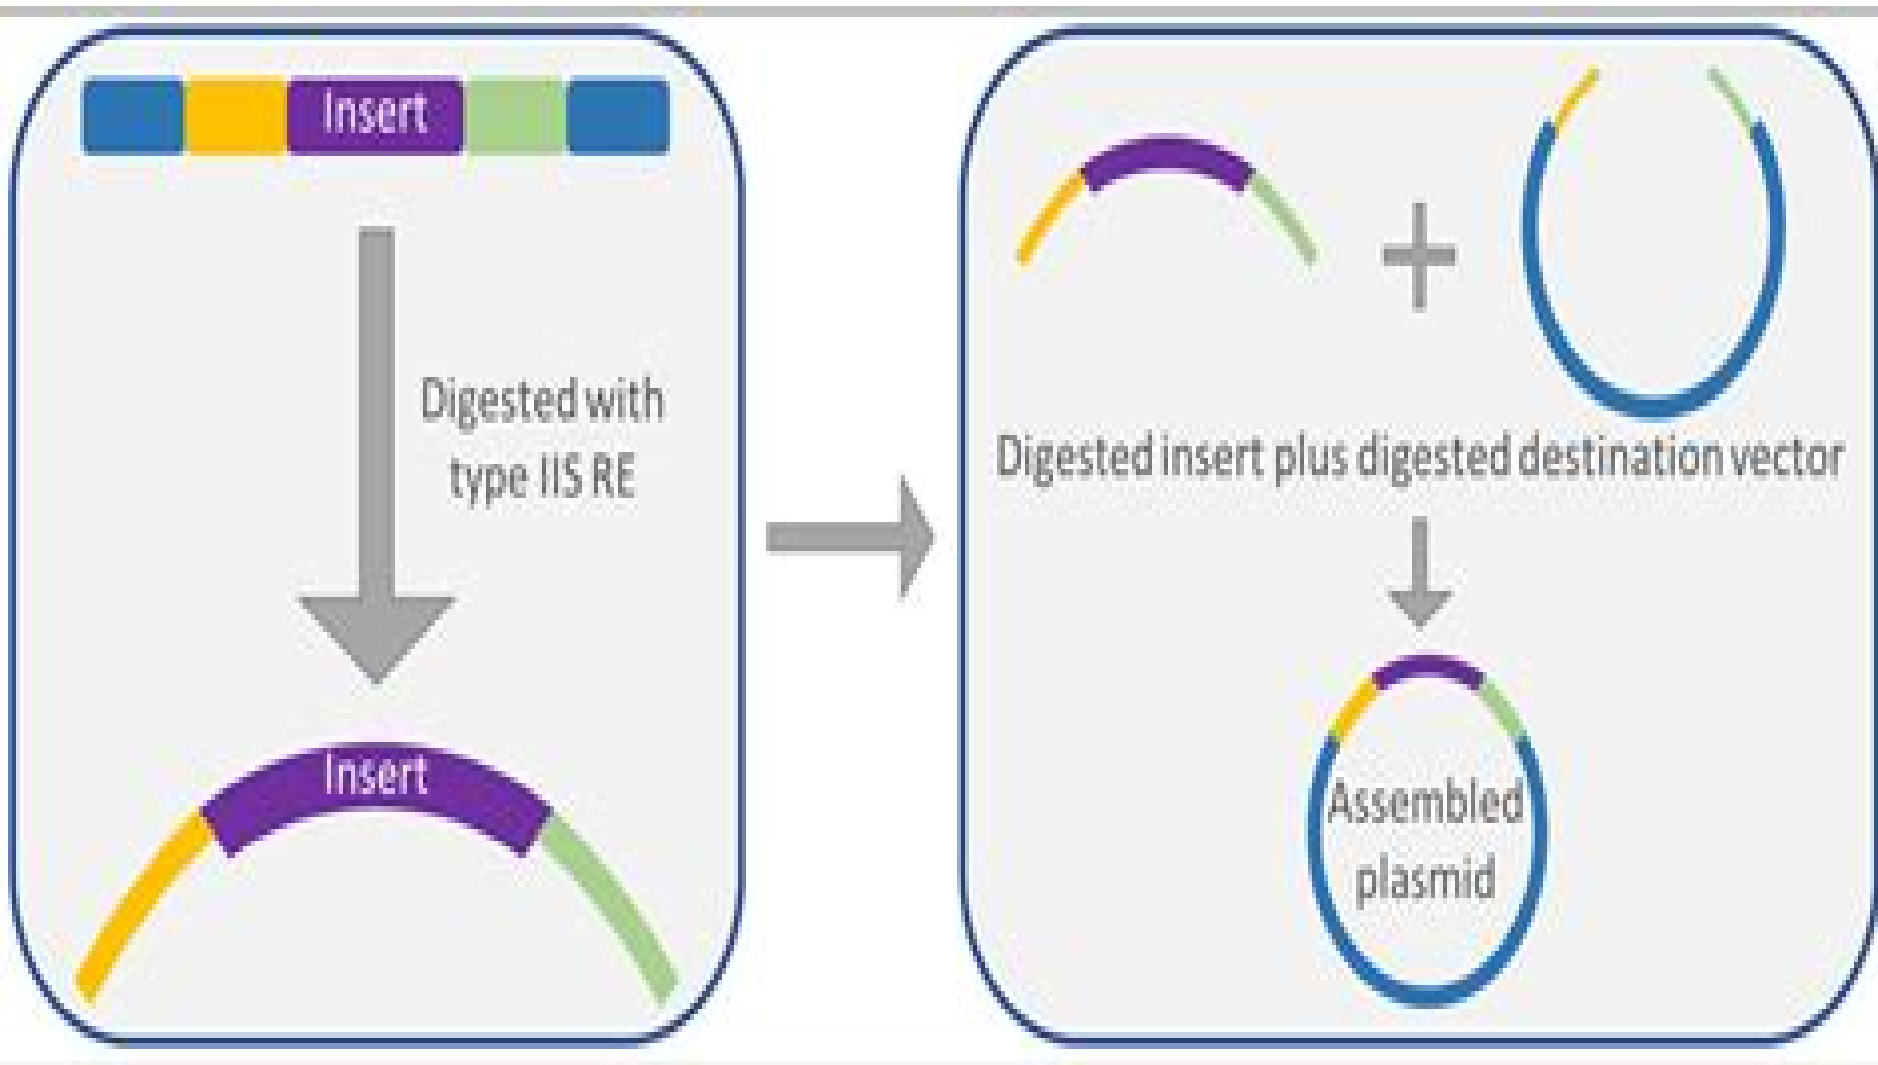 Insert
Digested with
type IIS RE
Insert
Digested insert plus digested destination vector
Assembled
plasmid